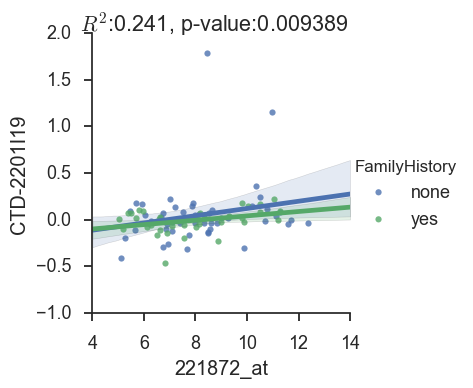 R²:0.241, p-value:0.009389
2.0
1.5
1.0
0.5
0.0
−0.5
−1.0
CTD-2201I19
4 6 8 10 12 14
221872_at
FamilyHistory
none
yes